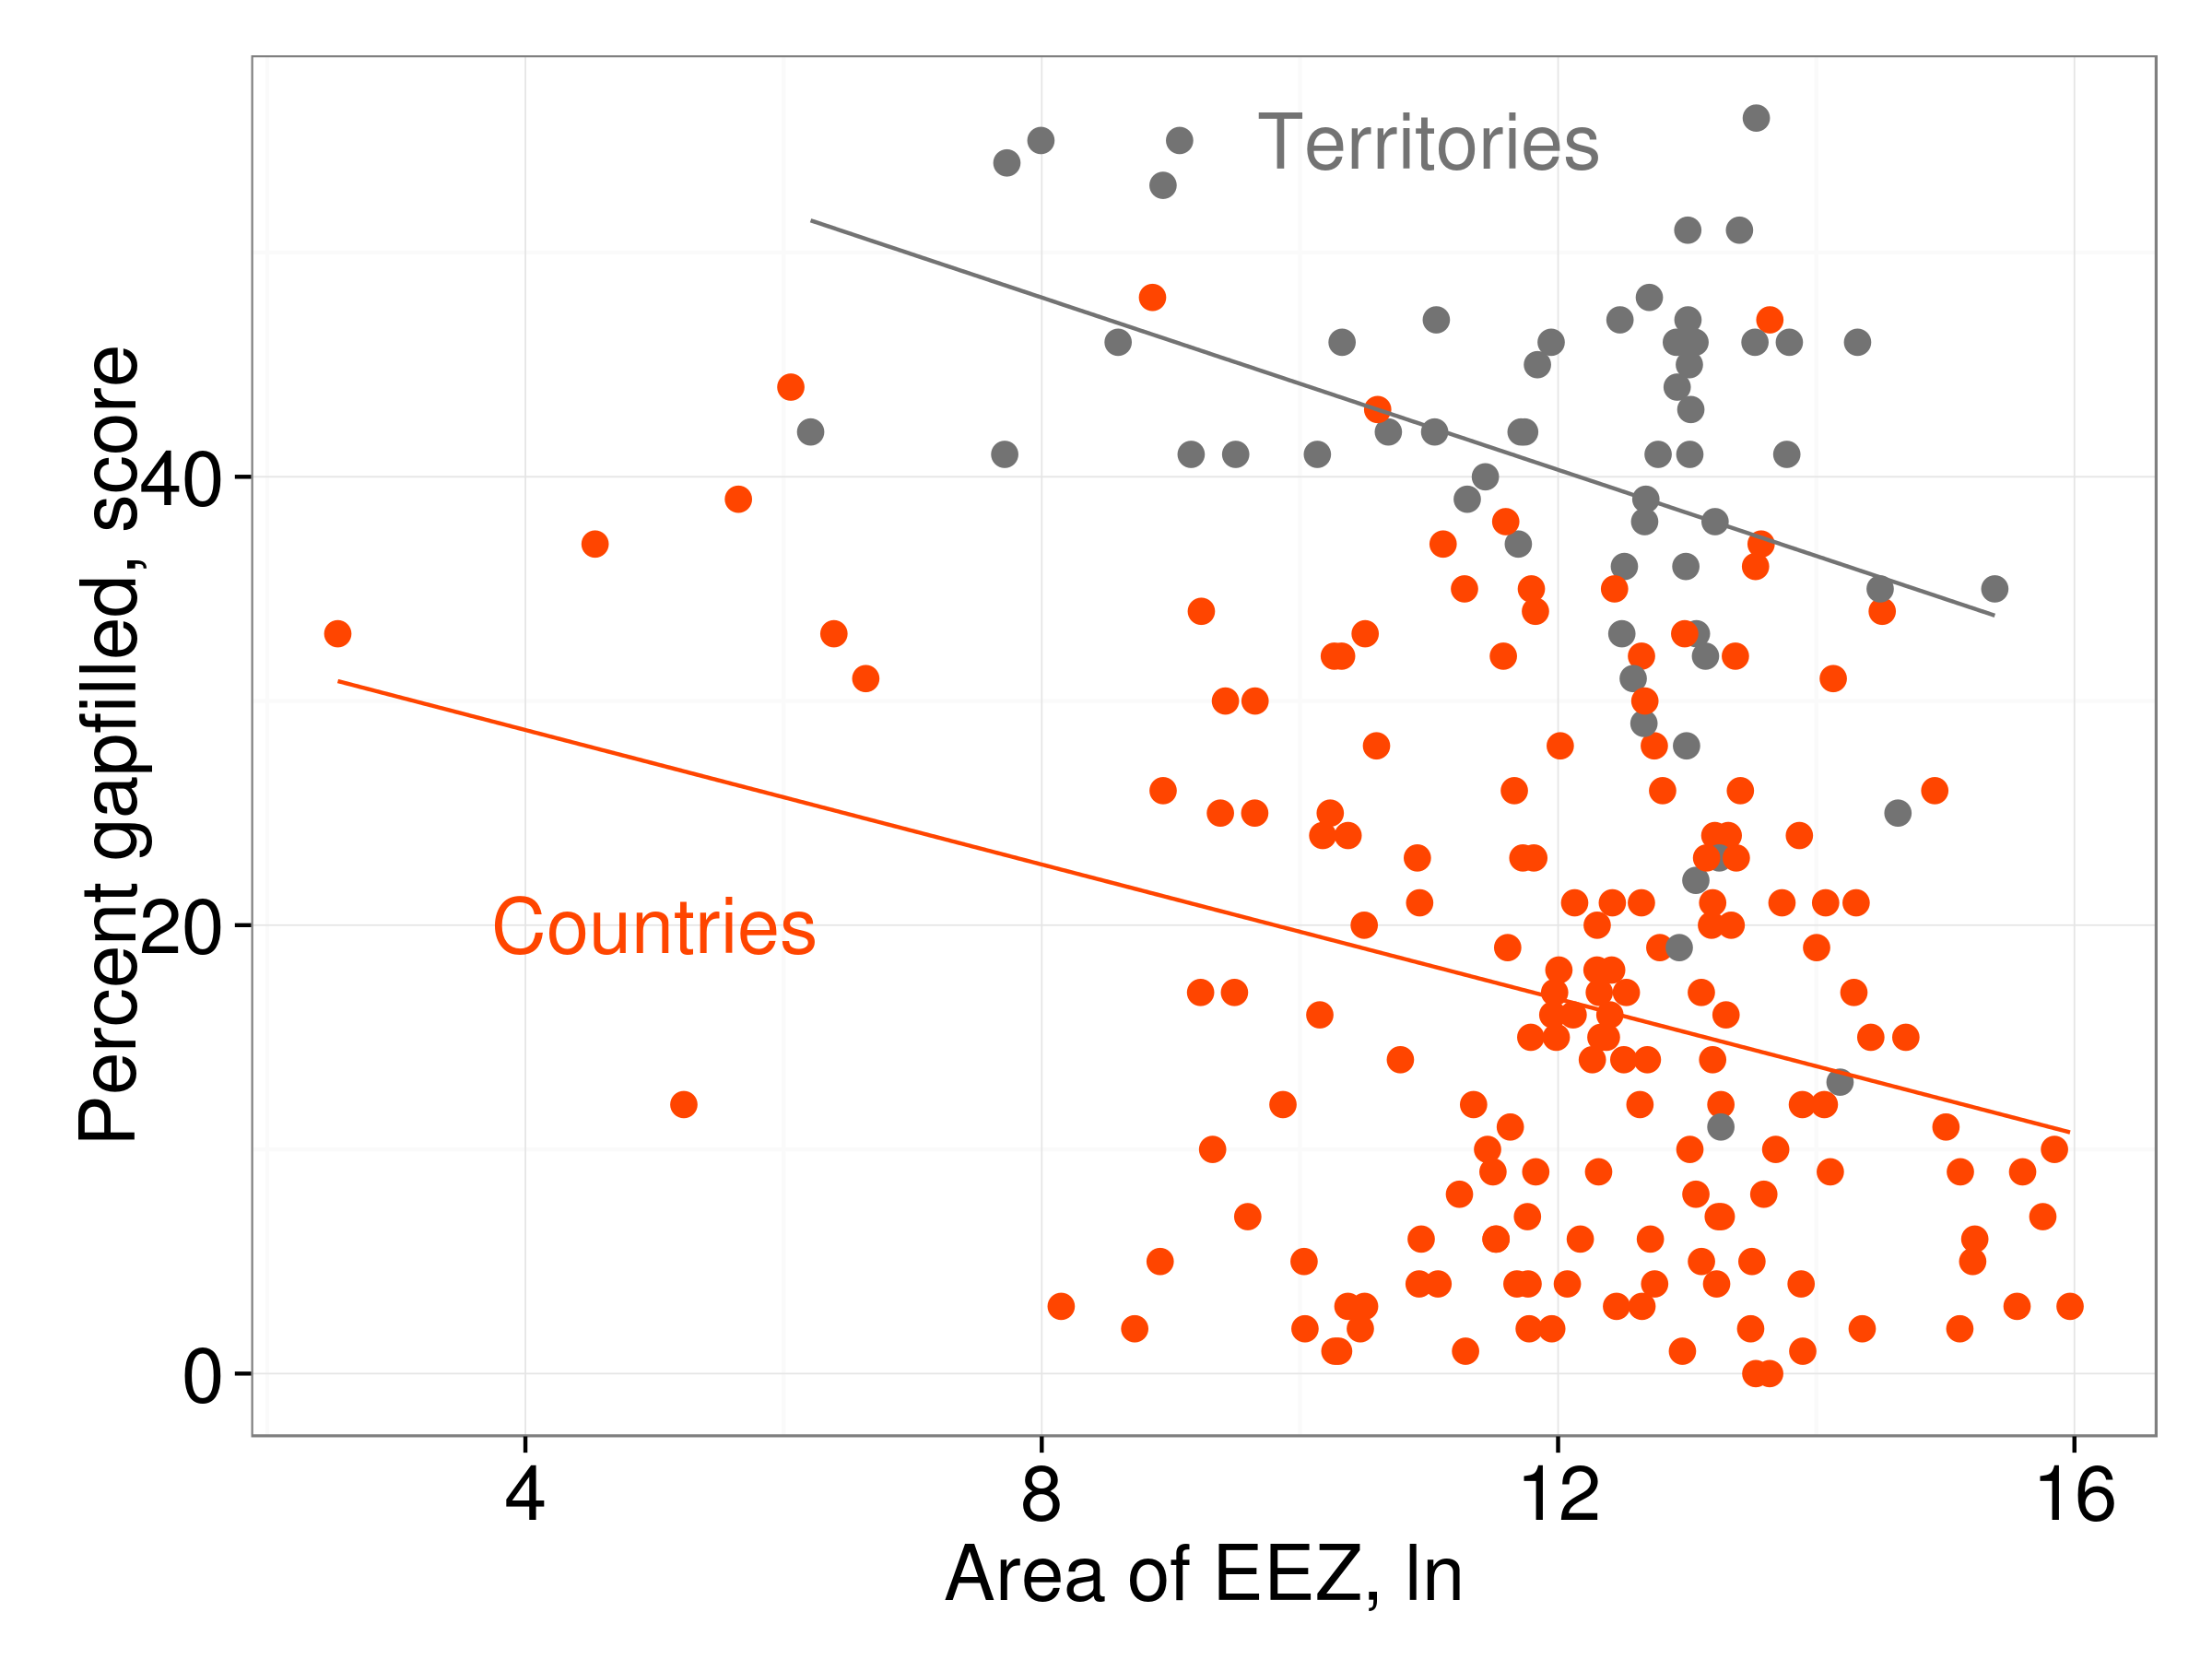 Territories
Countries
Percent gapfilled, score
40
20
0
4 8 12 16
Area of EEZ, ln